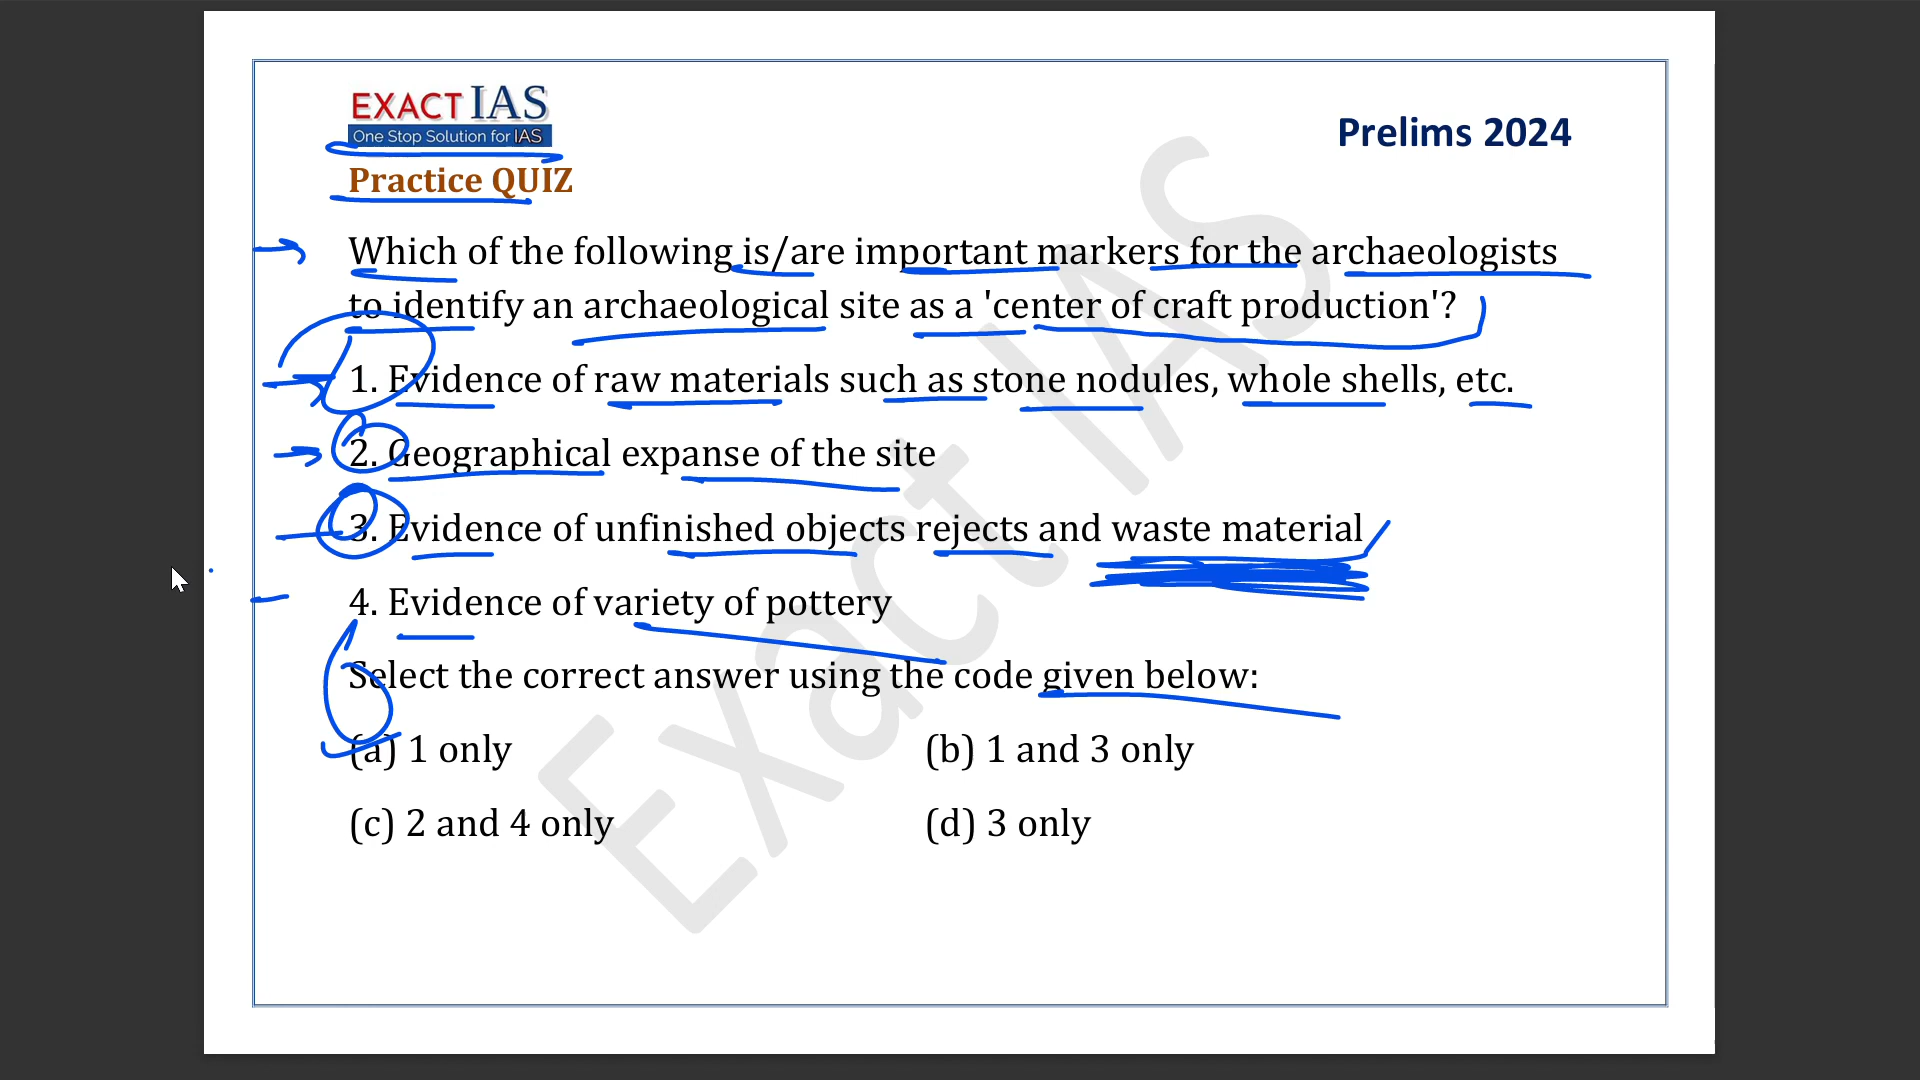 EXACT IAS
One Stop Solution for IAS
Prelims 2024
Practice QUIZ
Which of the following is/are important markers for the archaeologists
to identify an archaeological site as a 'center of craft production'?
1. Evidence of raw materials such as stone nodules, whole shells, etc.
2. Geographical expanse of the site
3. Evidence of unfinished objects rejects and waste material
4. Evidence of variety of pottery
Select the correct answer using the code given below:
(a) 1 only (b) 1 and 3 only
(c) 2 and 4 only (d) 3 only
Exact IAS